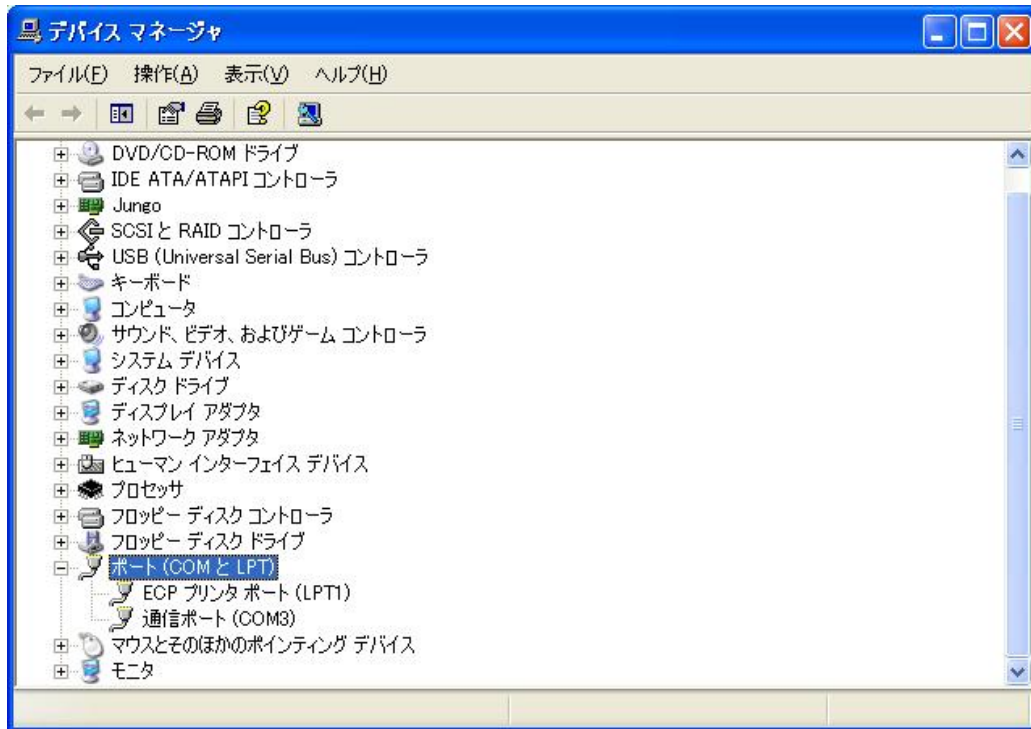 デバイス マネージャ
ファイル(F) 操作(A) 表示(V) ヘルプ(H)
DVD/CD-ROM ドライブ
IDE ATA/ATAPI コントローラ
Jungo
SCSI と RAID コントローラ
USB (Universal Serial Bus) コントローラ
キーボード
コンピュータ
サウンド、ビデオ、およびゲーム コントローラ
システム デバイス
ディスク ドライブ
ディスプレイ アダプタ
ネットワーク アダプタ
ヒューマン インターフェイス デバイス
プロセッサ
フロッピー ディスク コントローラ
フロッピー ディスク ドライブ
ポート (COM と LPT)
ECP プリンタ ポート (LPT1)
通信ポート (COM3)
マウスとそのほかのポインティング デバイス
モニタ